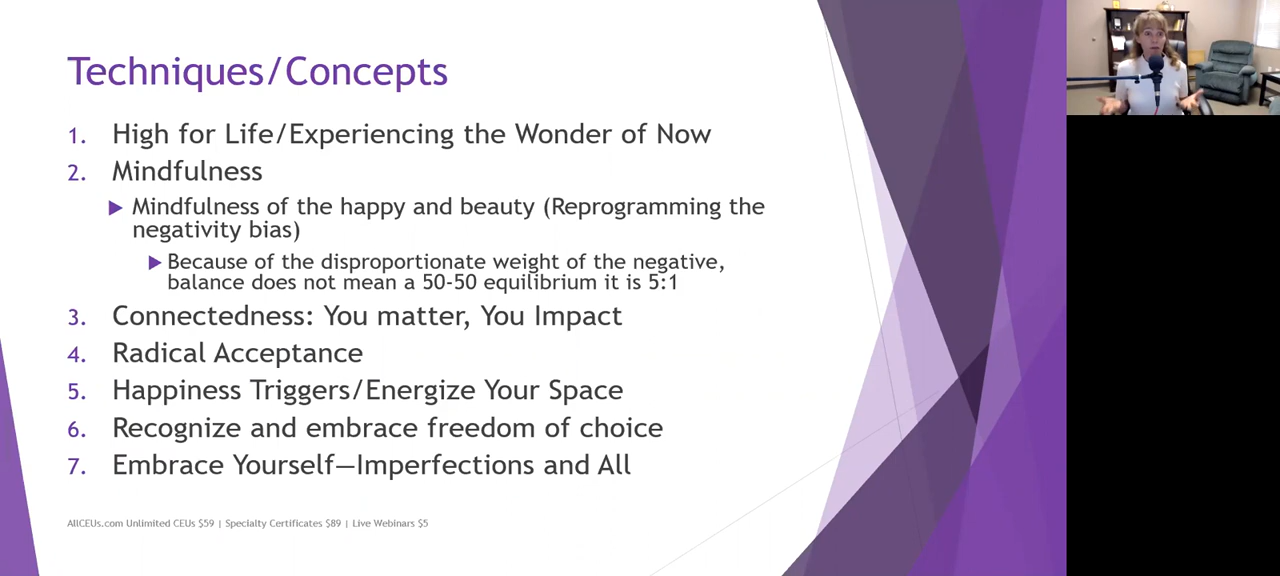 Techniques/Concepts
1. High for Life/Experiencing the Wonder of Now
2. Mindfulness
Mindfulness of the happy and beauty (Reprogramming the
negativity bias)
Because of the disproportionate weight of the negative,
balance does not mean a 50-50 equilibrium it is 5:1
3. Connectedness: You matter, You Impact
4. Radical Acceptance
5. Happiness Triggers/Energize Your Space
6. Recognize and embrace freedom of choice
7. Embrace Yourself—Imperfections and All
AllCEUs.com Unlimited CEUs $59 | Specialty Certificates $89 | Live Webinars $5